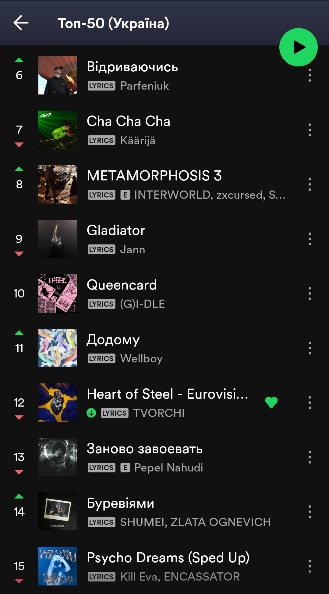 Топ-50 (Україна)
6
Відриваючись
LYRICS Parfeniuk
7
Cha Cha Cha
LYRICS Käärijä
8
METAMORPHOSIS 3
LYRICS E INTERWORLD, zxcursed, S...
9
Gladiator
LYRICS Jann
10
Queencard
LYRICS (G)I-DLE
11
Додому
LYRICS Wellboy
12
Heart of Steel - Eurovisi...
LYRICS TVORCHI
13
Заново завоевать
LYRICS E Pepel Nahudi
14
Буревіями
LYRICS SHUMEI, ZLATA OGNEVICH
15
Psycho Dreams (Sped Up)
LYRICS Kill Eva, ENCASSATOR